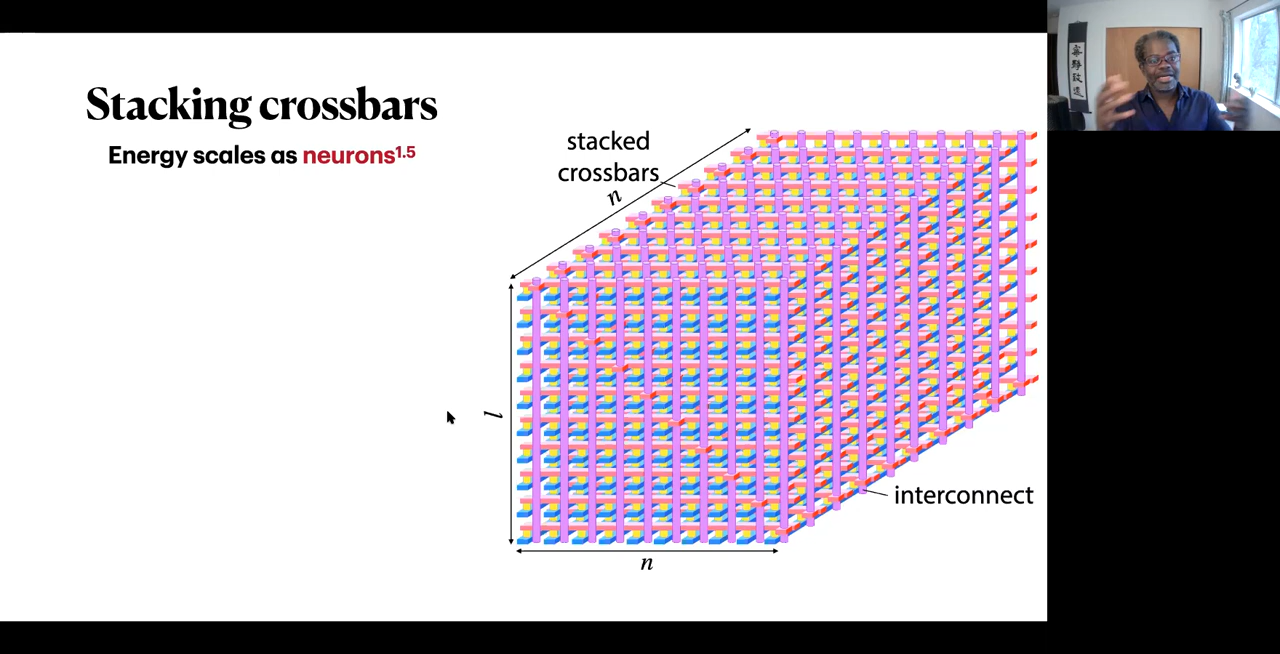 Stacking crossbars
Energy scales as neurons1.5
stacked
crossbars
n
l
n
interconnect